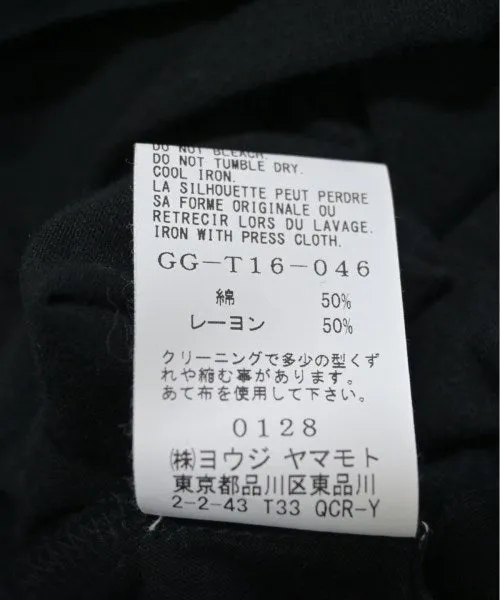 DO NOT BLEACH.
DO NOT TUMBLE DRY.
COOL IRON.
LA SILHOUETTE PEUT PERDRE
SA FORME ORIGINALE OU
RETRECIR LORS DU LAVAGE.
IRON WITH PRESS CLOTH.
GG-T16-046
綿 50%
レーヨン 50%
クリーニングで多少の型くず
れや縮む事があります。
あて布を使用して下さい。
0128
㈱ヨウジ ヤマモト
東京都品川区東品川
2-2-43 T33 QCR-Y